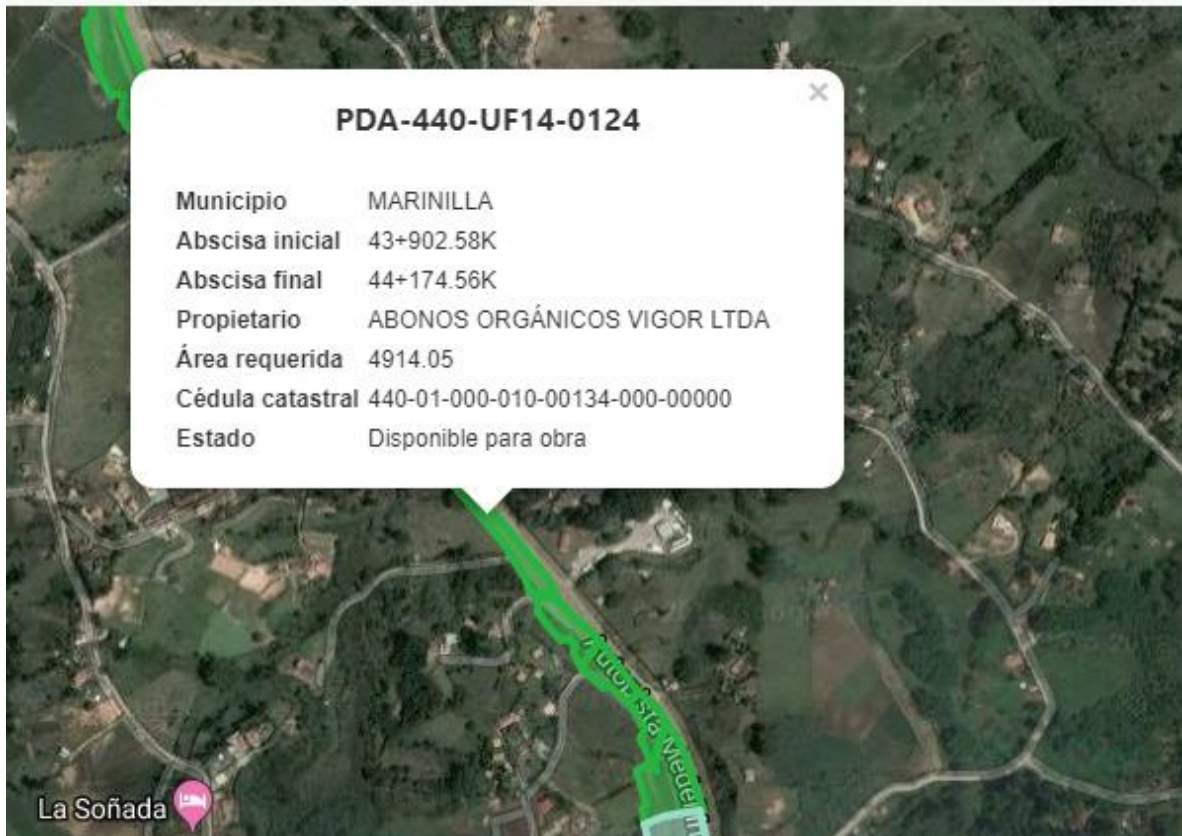 PDA-440-UF14-0124
Municipio MARINILLA
Abscisa inicial 43+902.58K
Abscisa final 44+174.56K
Propietario ABONOS ORGÁNICOS VIGOR LTDA
Área requerida 4914.05
Cédula catastral 440-01-000-010-00134-000-00000
Estado Disponible para obra
Autopista
La Soñada